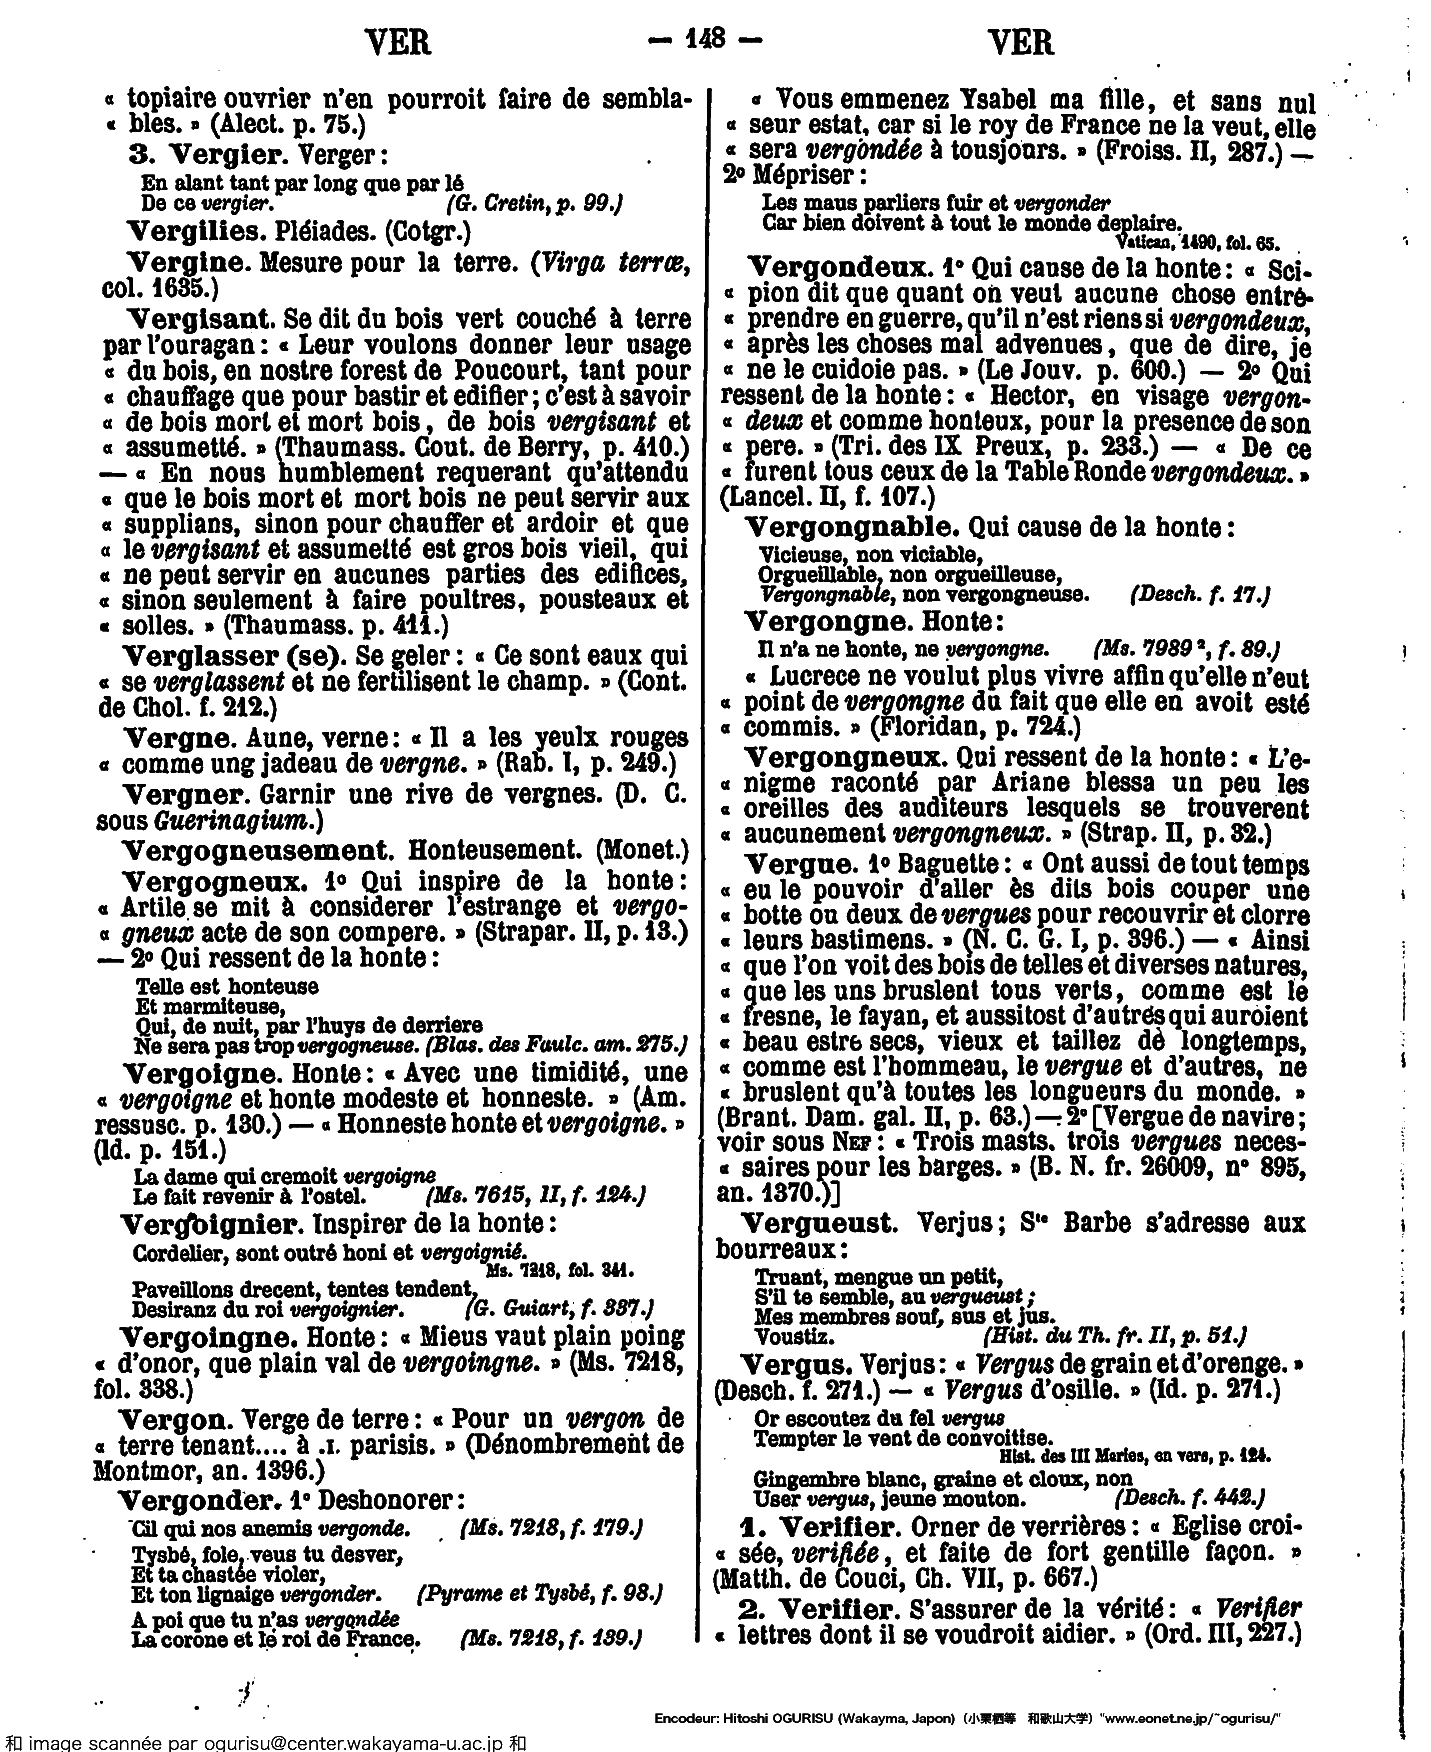 VER — 148 — VER
« topiaire ouvrier n'en pourroit faire de sembla-
« bles. » (Alect. p. 75.)
3. Vergier. Verger :
En alant tant par long que par lé
De ce vergier. (G. Cretin, p. 99.)
Vergilies. Pléiades. (Cotgr.)
Vergine. Mesure pour la terre. (Virga terræ,
col. 1635.)
Vergisant. Se dit du bois vert couché à terre
par l'ouragan : « Leur voulons donner leur usage
« du bois, en nostre forest de Poucourt, tant pour
« chauffage que pour bastir et edifier ; c'est à savoir
« de bois mort et mort bois, de bois vergisant et
« assumetté. » (Thaumass. Cout. de Berry, p. 410.)
— « En nous humblement requerant qu'attendu
« que le bois mort et mort bois ne peut servir aux
« supplians, sinon pour chauffer et ardoir et que
« le vergisant et assumetté est gros bois vieil, qui
« ne peut servir en aucunes parties des edifices,
« sinon seulement à faire poultres, pousteaux et
« solles. » (Thaumass. p. 411.)
Verglasser (se). Se geler : « Ce sont eaux qui
« se verglassent et ne fertilisent le champ. » (Cont.
de Chol. f. 212.)
Vergne. Aune, verne : « Il a les yeulx rouges
« comme ung jadeau de vergne. » (Rab. I, p. 249.)
Vergner. Garnir une rive de vergnes. (D. C.
sous Guerinagium.)
Vergogneusement. Honteusement. (Monet.)
Vergogneux. 1º Qui inspire de la honte :
« Artile se mit à considerer l'estrange et vergo-
« gneux acte de son compere. » (Strapar. II, p. 13.)
— 2º Qui ressent de la honte :
Telle est honteuse
Et marmiteuse,
Qui, de nuit, par l'huys de derriere
Ne sera pas trop vergogneuse. (Blas. des Faulc. am. 275.)
Vergoigne. Honte : « Avec une timidité, une
« vergoigne et honte modeste et honneste. » (Am.
ressusc. p. 130.) — « Honneste honte et vergoigne. »
(Id. p. 151.)
La dame qui cremoit vergoigne
Le fait revenir à l'ostel. (Ms. 7615, II, f. 124.)
Vergoignier. Inspirer de la honte :
Cordelier, sont outré honi et vergoignié.
Ms. 7218, fol. 341.
Paveillons drecent, tentes tendent,
Desiranz du roi vergoignier. (G. Guiart, f. 337.)
Vergoingne. Honte : « Mieus vaut plain poing
« d'onor, que plain val de vergoingne. » (Ms. 7218,
fol. 338.)
Vergon. Verge de terre : « Pour un vergon de
« terre tenant.... à .I. parisis. » (Dénombrement de
Montmor, an. 1396.)
Vergonder. 1º Deshonorer :
Cil qui nos anemis vergonde. (Ms. 7218, f. 179.)
Tysbé, fole, veus tu desver,
Et ta chastée violer,
Et ton lignaige vergonder. (Pyrame et Tysbé, f. 98.)
A poi que tu n'as vergondée
La corone et le roi de France. (Ms. 7218, f. 139.)
« Vous emmenez Ysabel ma fille, et sans nul
« seur estat, car si le roy de France ne la veut, elle
« sera vergondée à tousjours. » (Froiss. II, 287.) —
2º Mépriser :
Les maus parliers fuir et vergonder
Car bien doivent à tout le monde deplaire.
Vatican, 1490, fol. 65.
Vergondeux. 1º Qui cause de la honte : « Sci-
« pion dit que quant on veut aucune chose entre-
« prendre en guerre, qu'il n'est riens si vergondeux,
« après les choses mal advenues, que de dire, je
« ne le cuidoie pas. » (Le Jouv. p. 600.) — 2º Qui
ressent de la honte : « Hector, en visage vergon-
« deux et comme honteux, pour la presence de son
« pere. » (Tri. des IX Preux, p. 233.) — « De ce
« furent tous ceux de la Table Ronde vergondeux. »
(Lancel. II, f. 107.)
Vergongnable. Qui cause de la honte :
Vicieuse, non viciable,
Orgueillable, non orgueilleuse,
Vergongnable, non vergongneuse. (Desch. f. 17.)
Vergongne. Honte :
Il n'a ne honte, ne vergongne. (Ms. 7989 ², f. 89.)
« Lucrece ne voulut plus vivre affin qu'elle n'eut
« point de vergongne du fait que elle en avoit esté
« commis. » (Floridan, p. 724.)
Vergongneux. Qui ressent de la honte : « L'e-
« nigme raconté par Ariane blessa un peu les
« oreilles des auditeurs lesquels se trouverent
« aucunement vergongneux. » (Strap. II, p. 32.)
Vergue. 1º Baguette : « Ont aussi de tout temps
« eu le pouvoir d'aller ès dits bois couper une
« botte ou deux de vergues pour recouvrir et clorre
« leurs bastimens. » (N. C. G. I, p. 396.) — « Ainsi
« que l'on voit des bois de telles et diverses natures,
« que les uns bruslent tous verts, comme est le
« fresne, le fayan, et aussitost d'autres qui auroient
« beau estre secs, vieux et taillez de longtemps,
« comme est l'hommeau, le vergue et d'autres, ne
« bruslent qu'à toutes les longueurs du monde. »
(Brant. Dam. gal. II, p. 63.) — 2º [Vergue de navire ;
voir sous NEF : « Trois masts, trois vergues neces-
« saires pour les barges. » (B. N. fr. 26009, nº 895,
an. 1370.)]
Vergueust. Verjus ; Ste Barbe s'adresse aux
bourreaux :
Truant, mengue un petit,
S'il te semble, au vergueust ;
Mes membres souf, sus et jus.
Voustiz. (Hist. du Th. fr. II, p. 51.)
Vergus. Verjus : « Vergus de grain et d'orenge. »
(Desch. f. 271.) — « Vergus d'osille. » (Id. p. 271.)
Or escoutez du fel vergus
Tempter le vent de convoitise.
Hist. des III Maries, en vers, p. 124.
Gingembre blanc, graine et cloux, non
User vergus, jeune mouton. (Desch. f. 442.)
1. Verifier. Orner de verrières : « Eglise croi-
« sée, verifiée, et faite de fort gentille façon. »
(Matth. de Couci, Ch. VII, p. 667.)
2. Verifier. S'assurer de la vérité : « Verifier
« lettres dont il se voudroit aidier. » (Ord. III, 227.)
Encodeur: Hitoshi OGURISU (Wakayma, Japon) (小栗栖等 和歌山大学) "www.eonet.ne.jp/~ogurisu/"
和 image scannée par ogurisu@center.wakayama-u.ac.jp 和